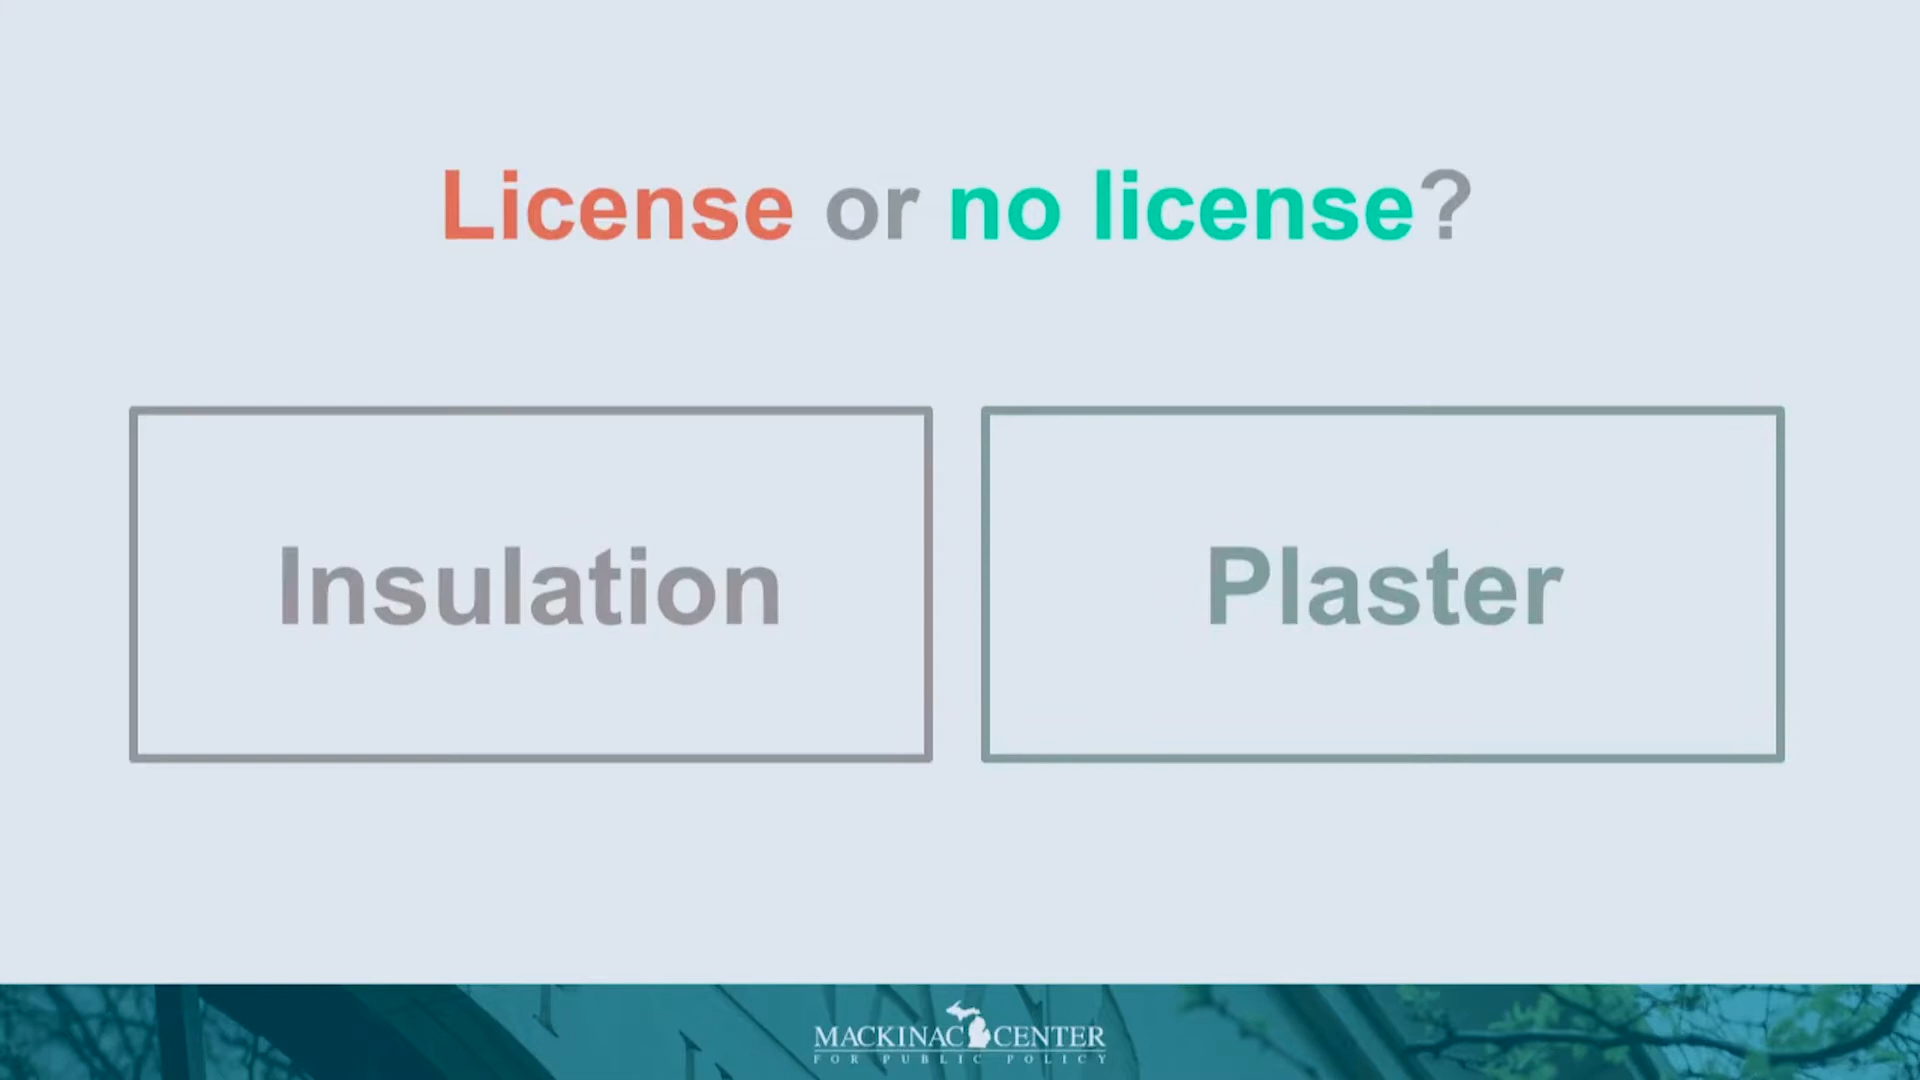 License or no license?
Insulation
Plaster
MACKINAC CENTER
FOR PUBLIC POLICY